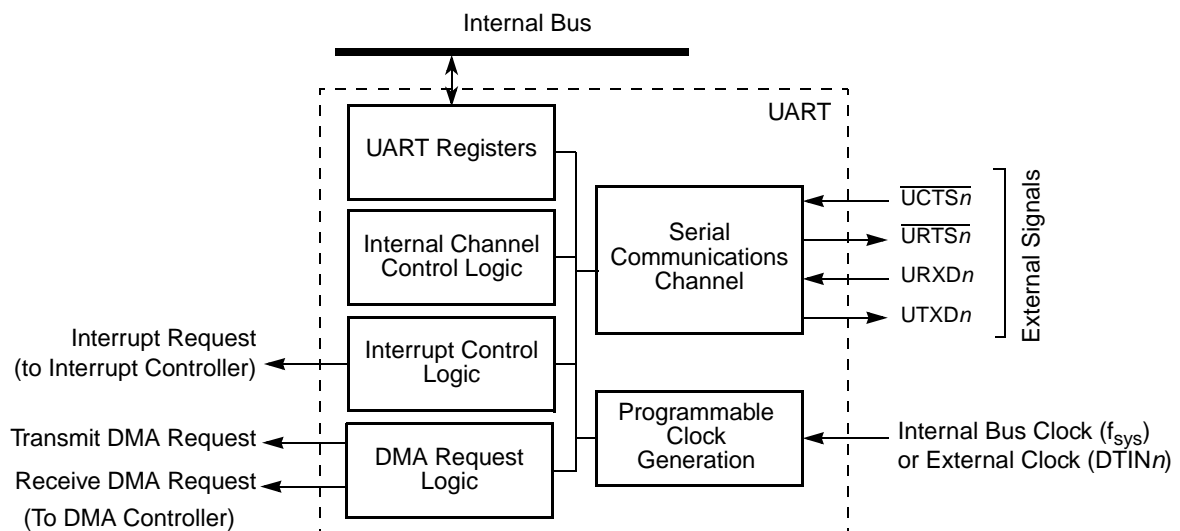 Internal Bus
UART
UART Registers
Internal Channel
Control Logic
Interrupt Control
Logic
DMA Request
Logic
Serial
Communications
Channel
Programmable
Clock
Generation
UCTSn
URTSn
URXDn
UTXDn
External Signals
Interrupt Request
(to Interrupt Controller)
Transmit DMA Request
Receive DMA Request
(To DMA Controller)
Internal Bus Clock (fsys)
or External Clock (DTINn)